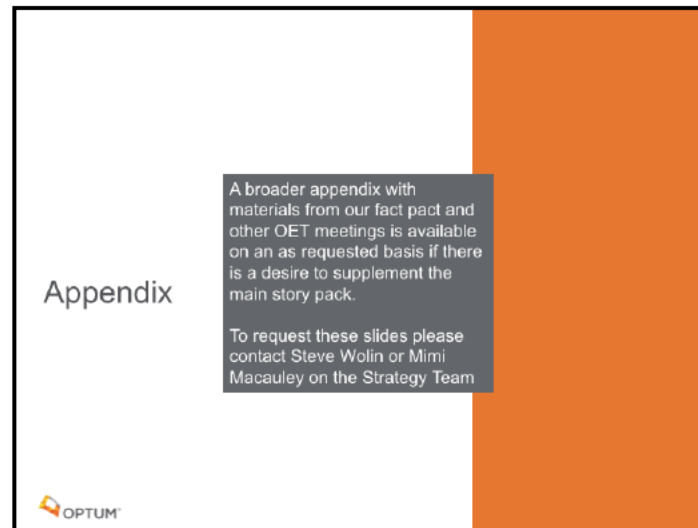 Appendix
A broader appendix with
materials from our fact pact and
other OET meetings is available
on an as requested basis if there
is a desire to supplement the
main story pack.
To request these slides please
contact Steve Wolin or Mimi
Macauley on the Strategy Team
OPTUM™